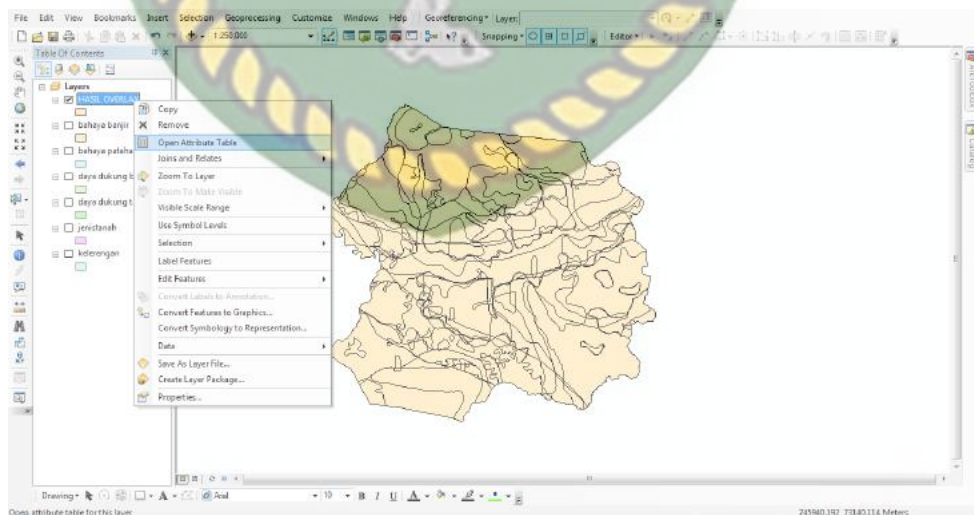 File Edit View Bookmarks Insert Selection Geoprocessing Customize Windows Help Georeferencing Layer:
1:250,000 Snapping Editor
Table Of Contents
Layers
HASIL OVERLAY
bahaya banjir
bahaya pataha
daya dukung
daya dukung
jenistanah
kelerengan
Copy
Remove
Open Attribute Table
Joins and Relates
Zoom To Layer
Zoom To Make Visible
Visible Scale Range
Use Symbol Levels
Selection
Label Features
Edit Features
Convert Labels to Annotation...
Convert Features to Graphics...
Convert Symbology to Representation...
Data
Save As Layer File...
Create Layer Package...
Properties...
ArcToolbox
Catalog
Drawing A Arial 10 B I U A
Open attribute table for this layer
245940.192 73140.114 Meters